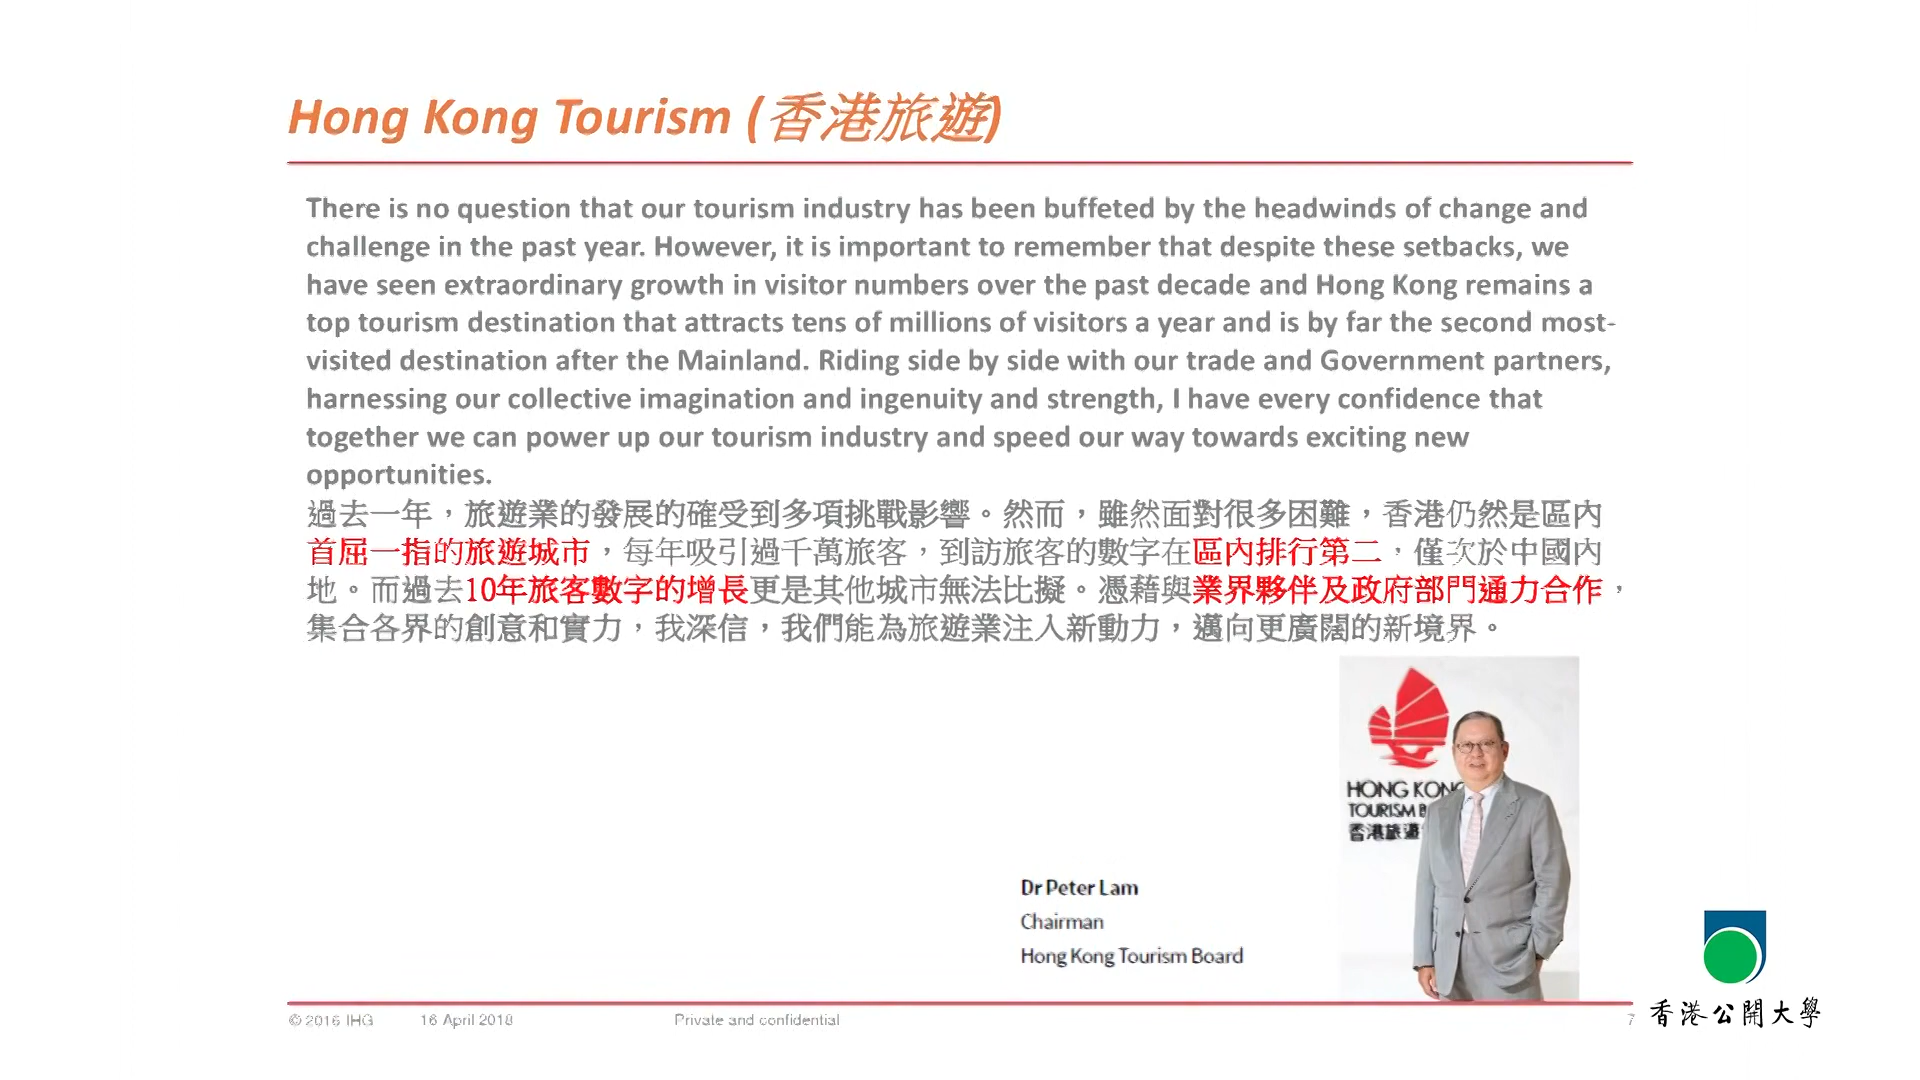 Hong Kong Tourism (香港旅遊)
There is no question that our tourism industry has been buffeted by the headwinds of change and
challenge in the past year. However, it is important to remember that despite these setbacks, we
have seen extraordinary growth in visitor numbers over the past decade and Hong Kong remains a
top tourism destination that attracts tens of millions of visitors a year and is by far the second most-
visited destination after the Mainland. Riding side by side with our trade and Government partners,
harnessing our collective imagination and ingenuity and strength, I have every confidence that
together we can power up our tourism industry and speed our way towards exciting new
opportunities.
過去一年，旅遊業的發展的確受到多項挑戰影響。然而，雖然面對很多困難，香港仍然是區內
首屈一指的旅遊城市，每年吸引過千萬旅客，到訪旅客的數字在區內排行第二，僅次於中國內
地。而過去10年旅客數字的增長更是其他城市無法比擬。憑藉與業界夥伴及政府部門通力合作，
集合各界的創意和實力，我深信，我們能為旅遊業注入新動力，邁向更廣闊的新境界。
HONG KONG
TOURISM B
香港旅遊
Dr Peter Lam
Chairman
Hong Kong Tourism Board
© 2016 IHG 16 April 2018 Private and confidential 7
香港公開大學